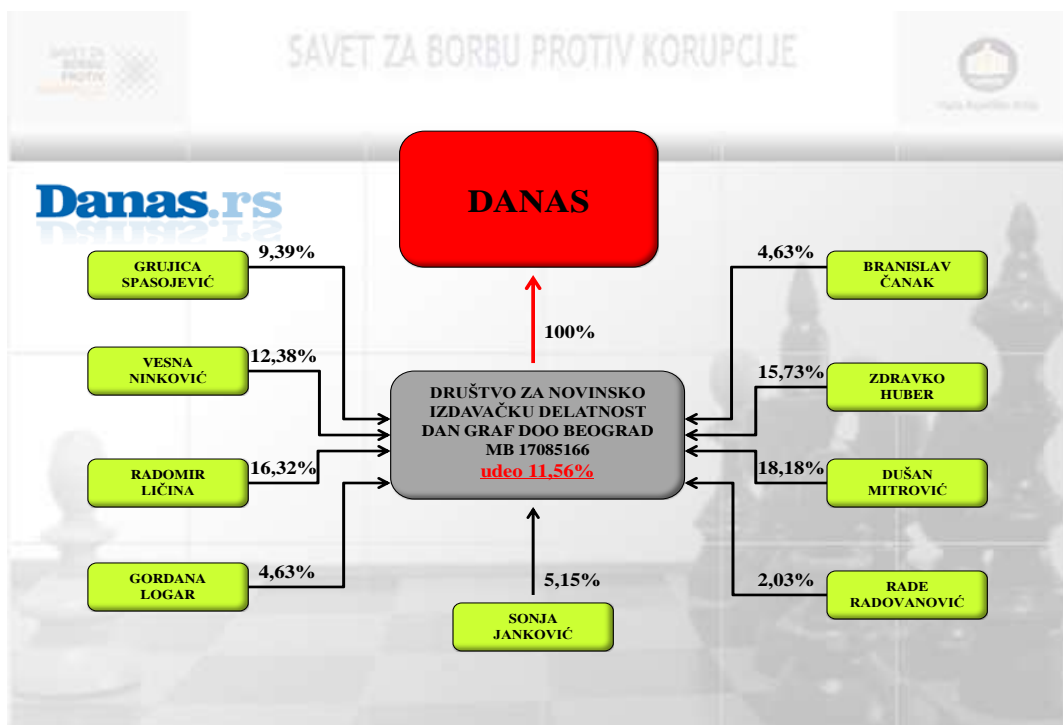 SAVET ZA BORBU PROTIV KORUPCIJE
SAVET ZA
BORBU
PROTIV
Danas.rs
DANAS
9,39%
4,63%
GRUJICA
SPASOJEVIĆ
BRANISLAV
ČANAK
100%
12,38%
15,73%
VESNA
NINKOVIĆ
ZDRAVKO
HUBER
DRUŠTVO ZA NOVINSKO
IZDAVAČKU DELATNOST
DAN GRAF DOO BEOGRAD
MB 17085166
udeo 11,56%
16,32%
18,18%
RADOMIR
LIČINA
DUŠAN
MITROVIĆ
4,63%
5,15%
2,03%
GORDANA
LOGAR
RADE
RADOVANOVIĆ
SONJA
JANKOVIĆ